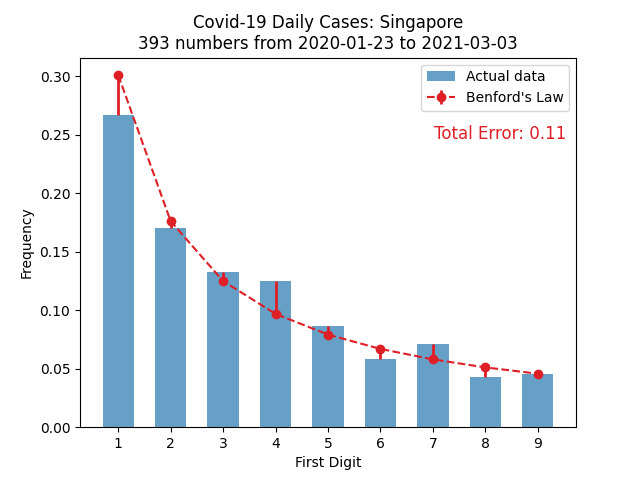 Covid-19 Daily Cases: Singapore
393 numbers from 2020-01-23 to 2021-03-03
Actual data
Benford's Law
Total Error: 0.11
Frequency
0.30
0.25
0.20
0.15
0.10
0.05
0.00
1 2 3 4 5 6 7 8 9
First Digit